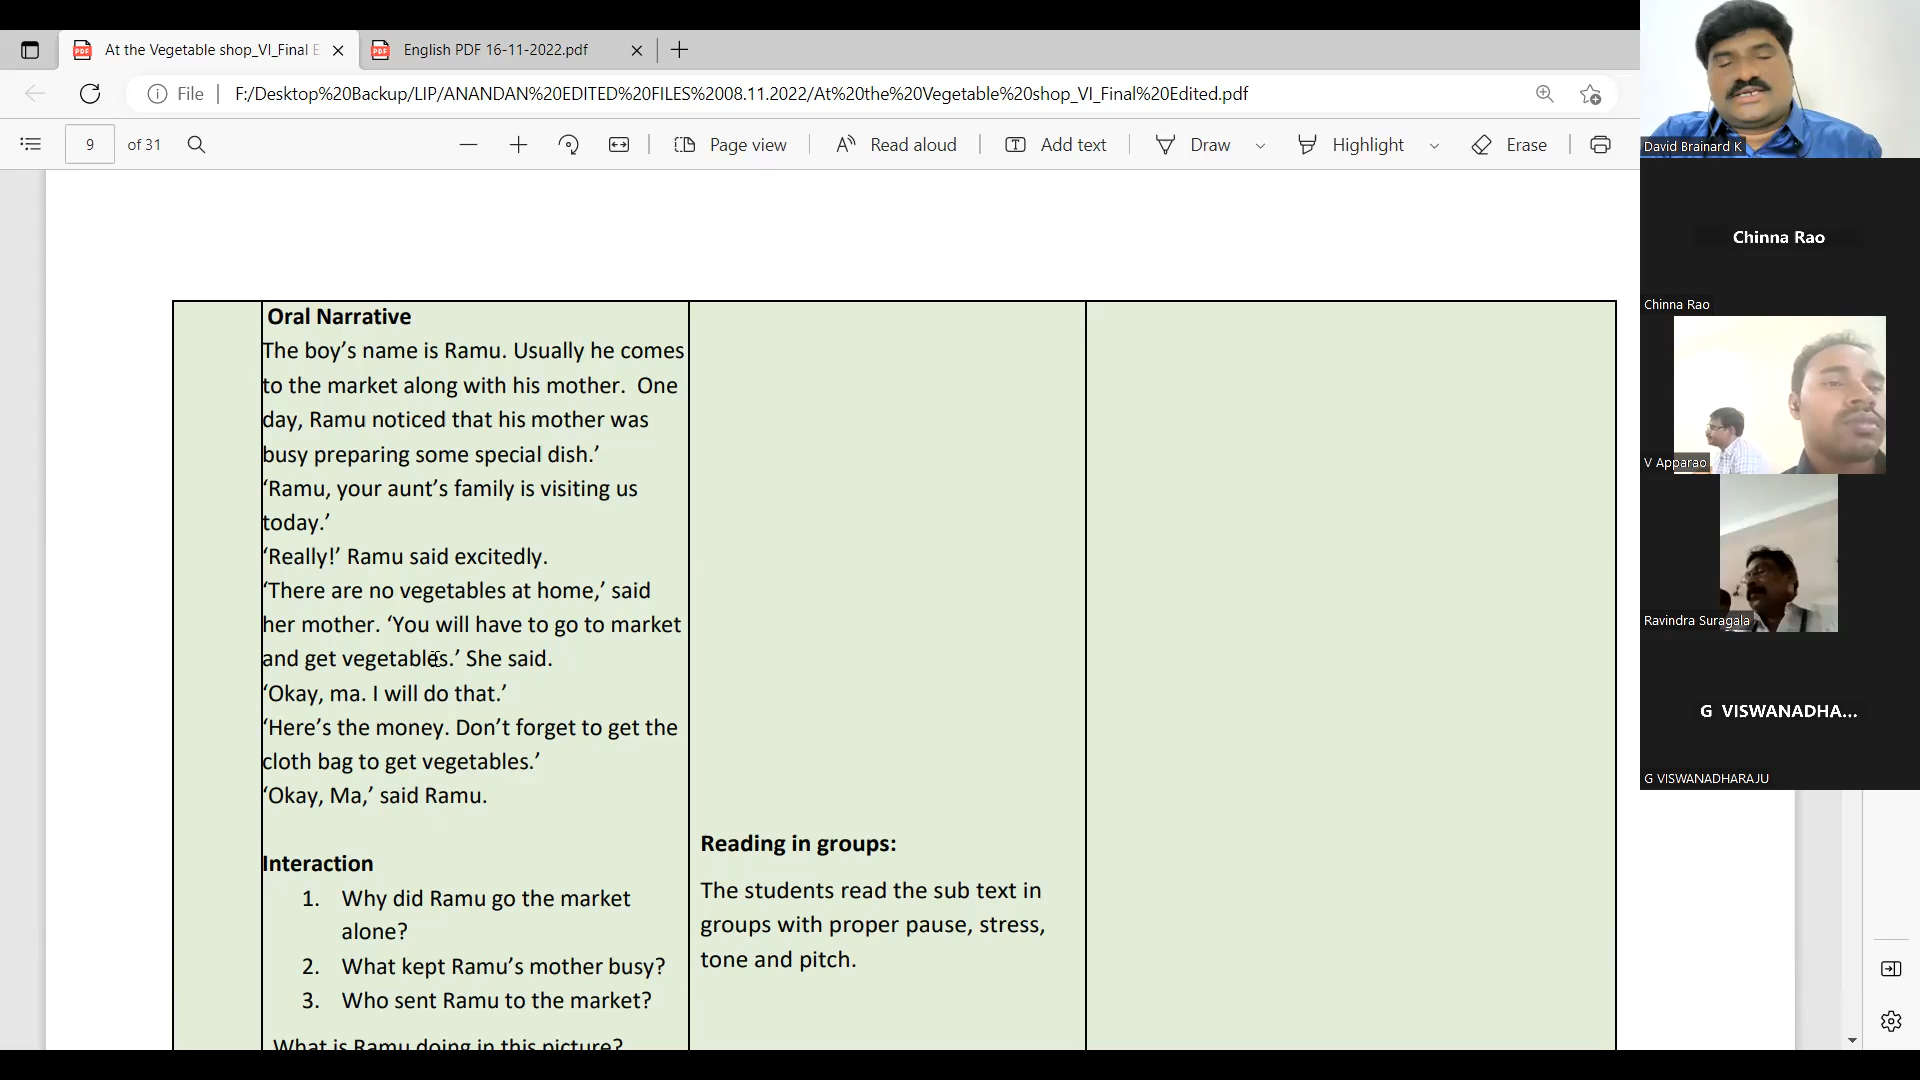 At the Vegetable shop_VI_Final E
English PDF 16-11-2022.pdf
File
F:/Desktop%20Backup/LIP/ANANDAN%20EDITED%20FILES%2008.11.2022/At%20the%20Vegetable%20shop_VI_Final%20Edited.pdf
9 of 31
Page view
Read aloud
Add text
Draw
Highlight
Erase
Oral Narrative
The boy’s name is Ramu. Usually he comes
to the market along with his mother.  One
day, Ramu noticed that his mother was
busy preparing some special dish.’
‘Ramu, your aunt’s family is visiting us
today.’
‘Really!’ Ramu said excitedly.
‘There are no vegetables at home,’ said
her mother. ‘You will have to go to market
and get vegetables.’ She said.
‘Okay, ma. I will do that.’
‘Here’s the money. Don’t forget to get the
cloth bag to get vegetables.’
‘Okay, Ma,’ said Ramu.
Interaction
1. Why did Ramu go the market
alone?
2. What kept Ramu’s mother busy?
3. Who sent Ramu to the market?
What is Ramu doing in this picture?
Reading in groups:
The students read the sub text in
groups with proper pause, stress,
tone and pitch.
David Brainard K
Chinna Rao
Chinna Rao
V Apparao
Ravindra Suragala
G VISWANADHA...
G VISWANADHARAJU